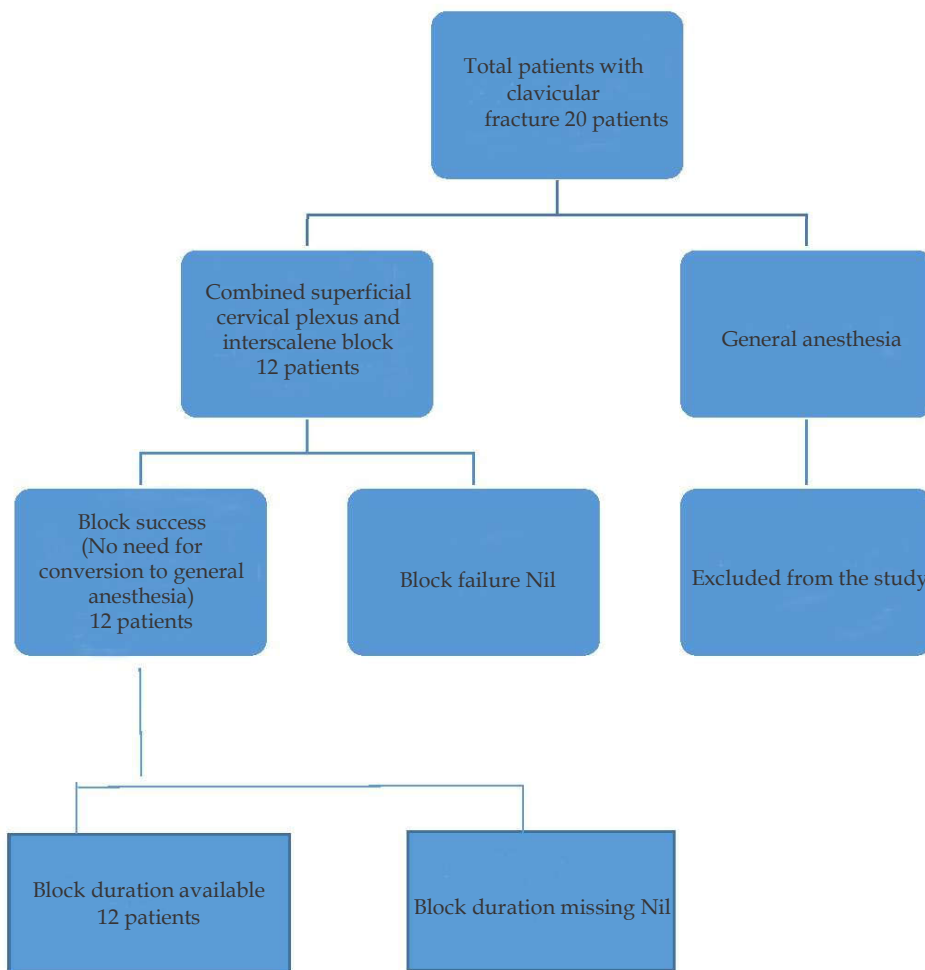 Total patients with
clavicular
fracture 20 patients
Combined superficial
cervical plexus and
interscalene block
12 patients
General anesthesia
Block success
(No need for
conversion to general
anesthesia)
12 patients
Block failure Nil
Excluded from the study
Block duration available
12 patients
Block duration missing Nil